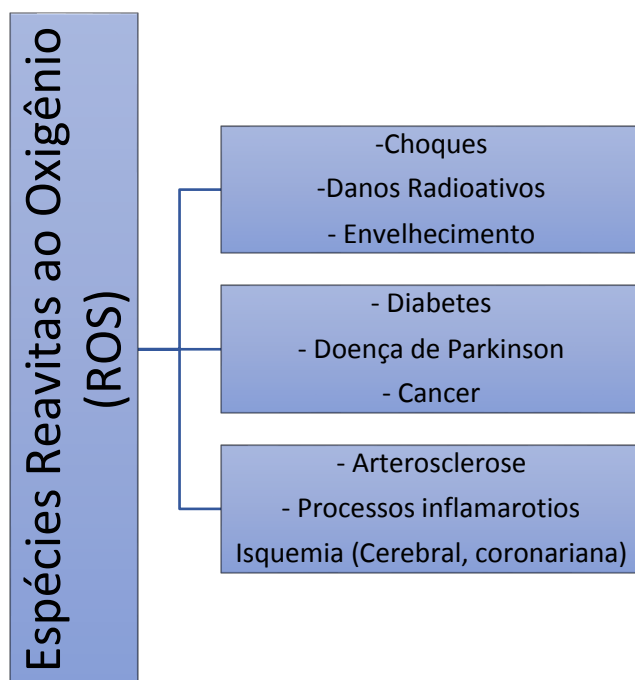 Espécies Reavitas ao Oxigênio
(ROS)
-Choques
-Danos Radioativos
- Envelhecimento
- Diabetes
- Doença de Parkinson
- Cancer
- Arterosclerose
- Processos inflamarotios
Isquemia (Cerebral, coronariana)